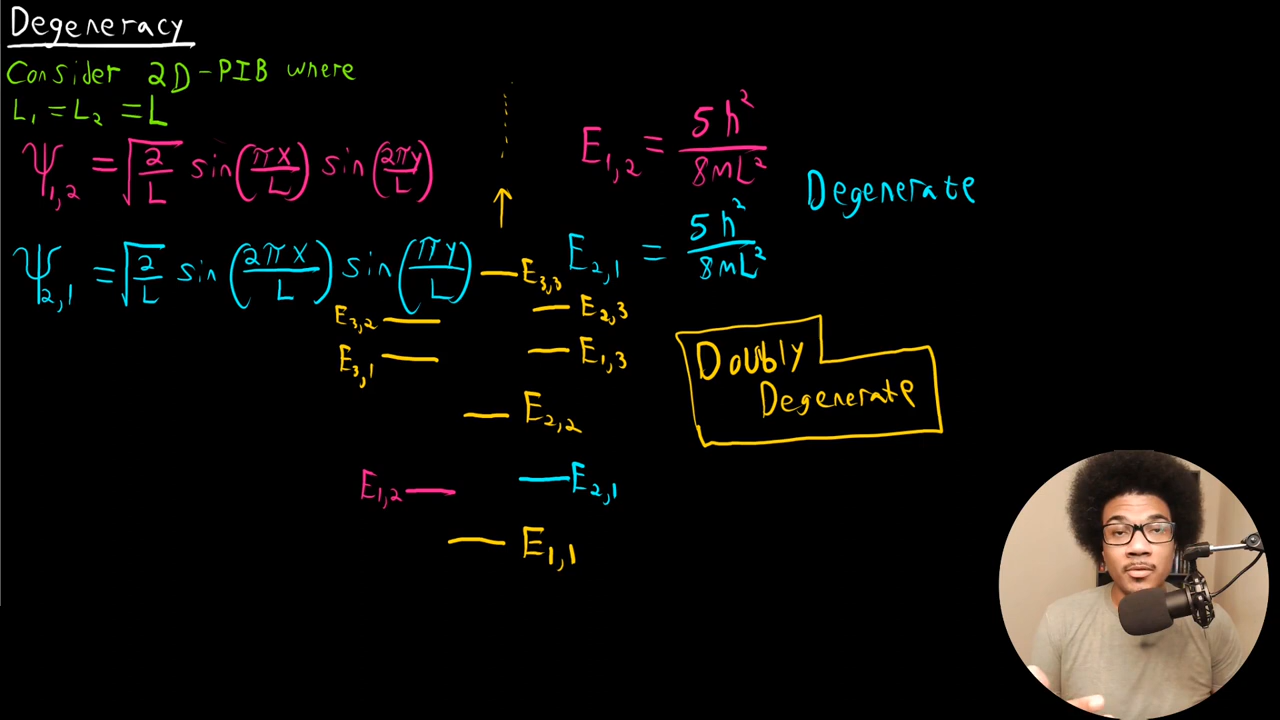 Degeneracy
Consider 2D-PIB where
L₁ = L₂ = L
Ψ₁,₂ = √(2/L) sin(πx/L) sin(2πy/L)
Ψ₂,₁ = √(2/L) sin(2πx/L) sin(πy/L)
E₁,₂ = 5h²/8mL²
E₂,₁ = 5h²/8mL²
Degenerate
E₃,₃
E₃,₂ E₂,₃
E₃,₁ E₁,₃
E₂,₂
E₁,₂ E₂,₁
E₁,₁
Doubly
Degenerate